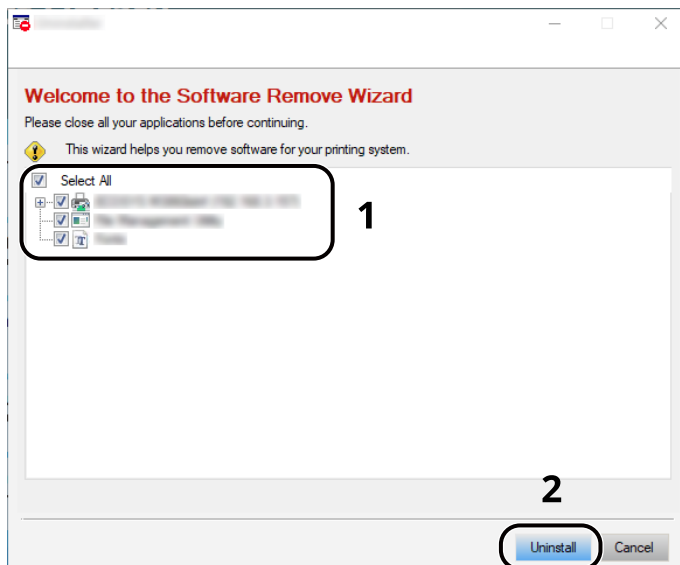 Welcome to the Software Remove Wizard
Please close all your applications before continuing.
This wizard helps you remove software for your printing system.
Select All
1
2
Uninstall
Cancel